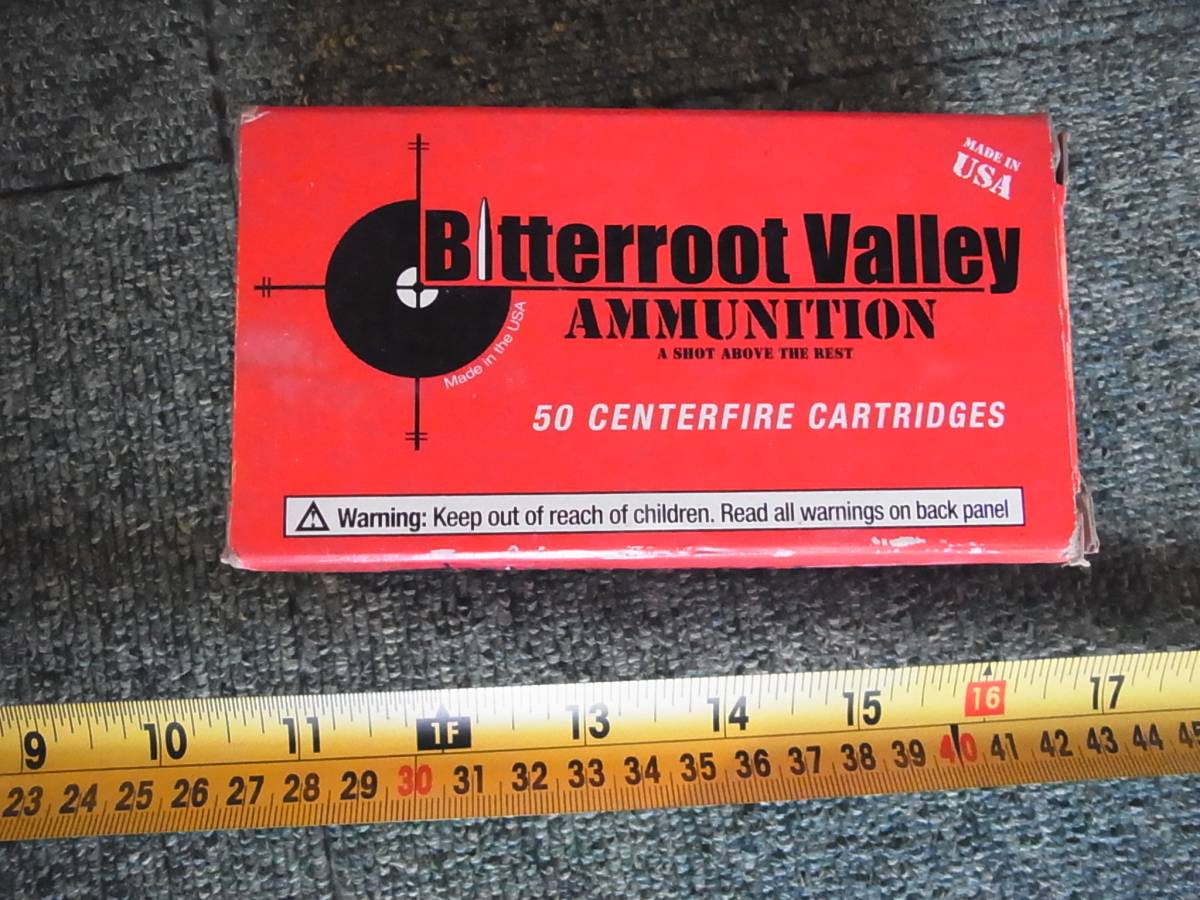 MADE IN
USA
Bitterroot Valley
AMMUNITION
A SHOT ABOVE THE REST
Made in the USA
50 CENTERFIRE CARTRIDGES
Warning: Keep out of reach of children. Read all warnings on back panel
9 10 11 1F 13 14 15 16 17
23 24 25 26 27 28 29 30 31 32 33 34 35 36 37 38 39 40 41 42 43 44 45